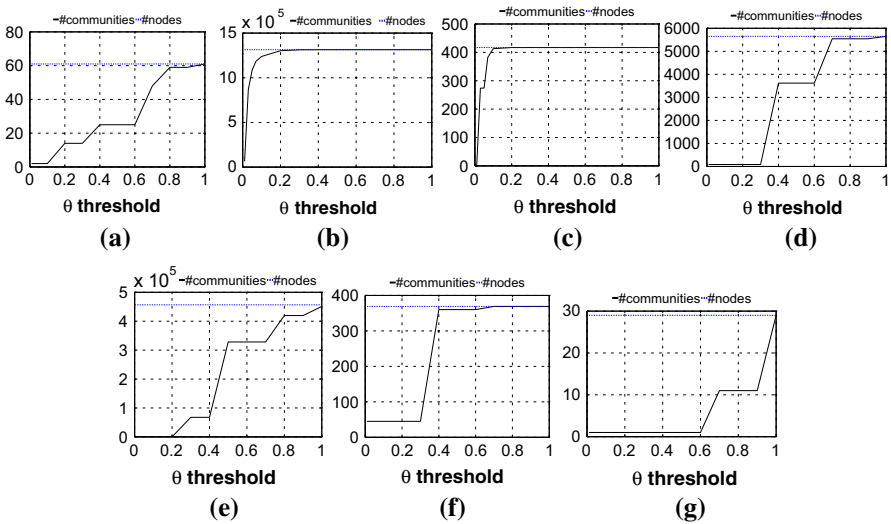 #communities #nodes
80
60
40
20
0
0 0.2 0.4 0.6 0.8 1
θ threshold
(a)
x 10^5
#communities #nodes
15
10
5
0
0 0.2 0.4 0.6 0.8 1
θ threshold
(b)
#communities #nodes
500
400
300
200
100
0
0 0.2 0.4 0.6 0.8 1
θ threshold
(c)
#communities #nodes
6000
5000
4000
3000
2000
1000
0
0 0.2 0.4 0.6 0.8 1
θ threshold
(d)
x 10^5
#communities #nodes
5
4
3
2
1
0
0 0.2 0.4 0.6 0.8 1
θ threshold
(e)
#communities #nodes
400
300
200
100
0
0 0.2 0.4 0.6 0.8 1
θ threshold
(f)
#communities #nodes
30
20
10
0
0 0.2 0.4 0.6 0.8 1
θ threshold
(g)